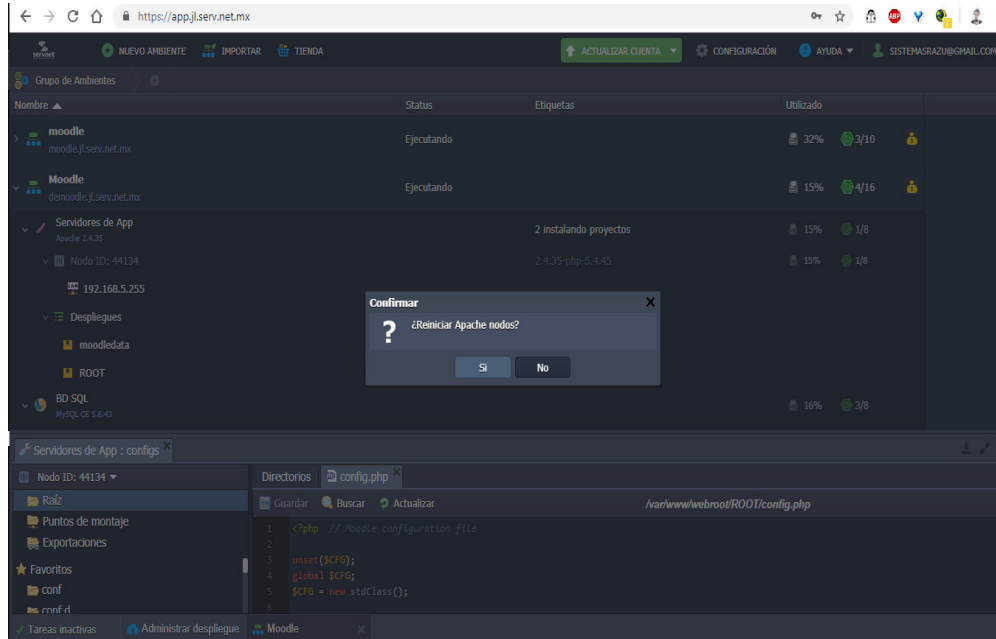 https://app.jl.serv.net.mx
servnet NUEVO AMBIENTE IMPORTAR TIENDA ACTUALIZAR CUENTA CONFIGURACIÓN AYUDA SISTEMASRAZU@GMAIL.COM
Grupo de Ambientes
Nombre Status Etiquetas Utilizado
moodle Ejecutando 32% 3/10
moodle.jl.serv.net.mx
Moodle Ejecutando 15% 4/16
demoodle.jl.serv.net.mx
Servidores de App 2 instalando proyectos 15% 1/8
Apache 2.4.35
Nodo ID: 44134 2.4.35-php-5.4.45 15% 1/8
192.168.5.255
Despliegues
moodledata
ROOT
BD SQL 16% 3/8
MySQL CE 5.6.43
Confirmar X
? ¿Reiniciar Apache nodos?
Si No
Servidores de App : configs
Nodo ID: 44134 Directorios config.php
Raíz Guardar Buscar Actualizar /var/www/webroot/ROOT/config.php
Puntos de montaje
Exportaciones
Favoritos
conf
conf.d
1 <?php // Moodle configuration file
2
3 unset($CFG);
4 global $CFG;
5 $CFG = new stdClass();
6
Tareas inactivas Administrar despliegue Moodle